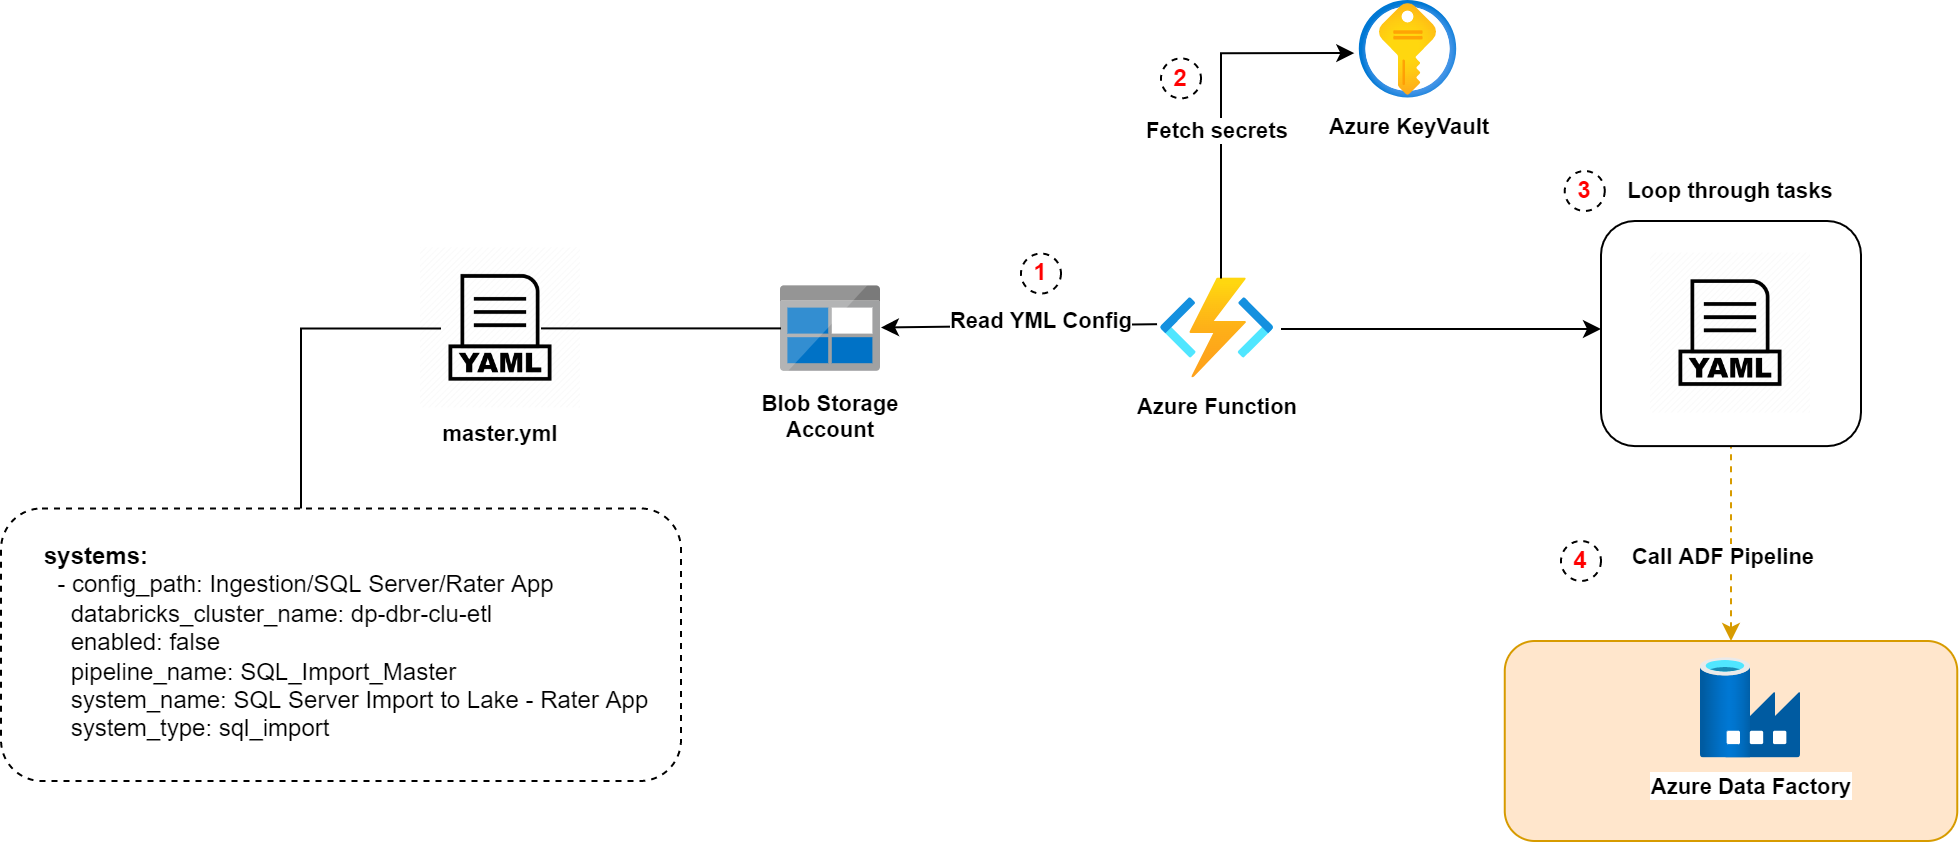 2
Fetch secrets
Azure KeyVault
3
Loop through tasks
1
Read YML Config
YAML
master.yml
Blob Storage
Account
Azure Function
YAML
systems:
- config_path: Ingestion/SQL Server/Rater App
databricks_cluster_name: dp-dbr-clu-etl
enabled: false
pipeline_name: SQL_Import_Master
system_name: SQL Server Import to Lake - Rater App
system_type: sql_import
4
Call ADF Pipeline
Azure Data Factory